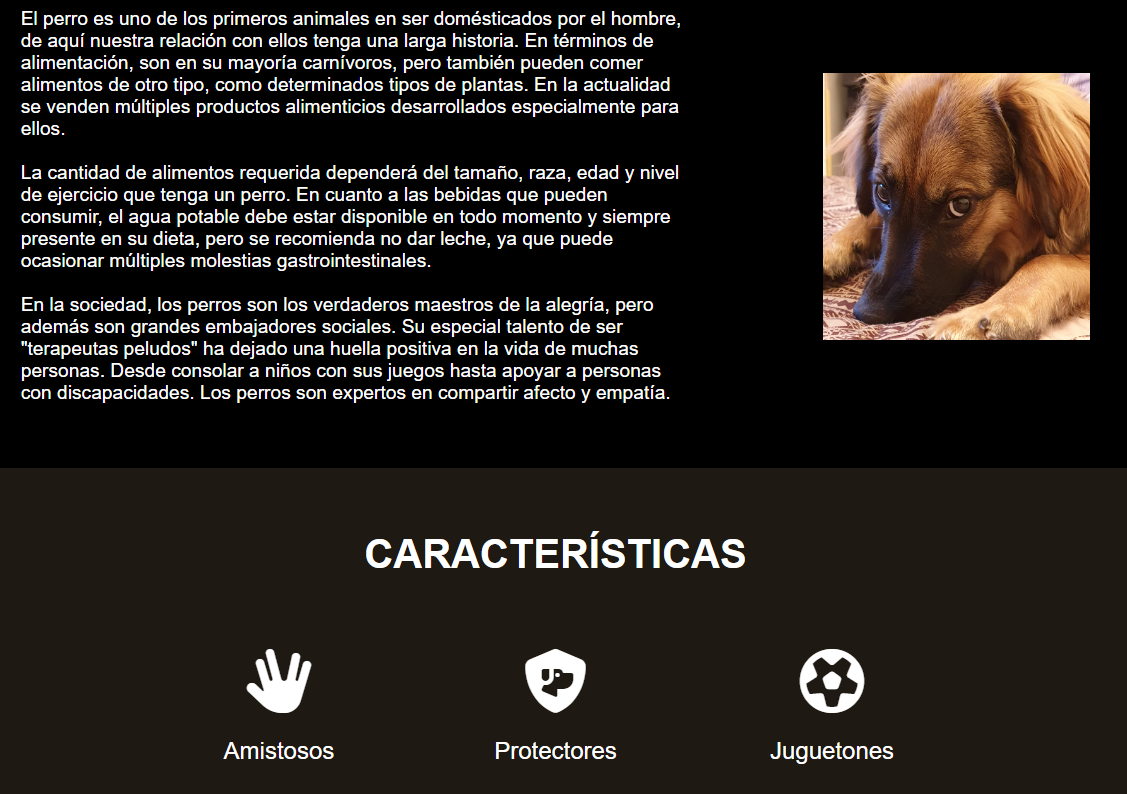 El perro es uno de los primeros animales en ser domésticados por el hombre,
de aquí nuestra relación con ellos tenga una larga historia. En términos de
alimentación, son en su mayoría carnívoros, pero también pueden comer
alimentos de otro tipo, como determinados tipos de plantas. En la actualidad
se venden múltiples productos alimenticios desarrollados especialmente para
ellos.
La cantidad de alimentos requerida dependerá del tamaño, raza, edad y nivel
de ejercicio que tenga un perro. En cuanto a las bebidas que pueden
consumir, el agua potable debe estar disponible en todo momento y siempre
presente en su dieta, pero se recomienda no dar leche, ya que puede
ocasionar múltiples molestias gastrointestinales.
En la sociedad, los perros son los verdaderos maestros de la alegría, pero
además son grandes embajadores sociales. Su especial talento de ser
"terapeutas peludos" ha dejado una huella positiva en la vida de muchas
personas. Desde consolar a niños con sus juegos hasta apoyar a personas
con discapacidades. Los perros son expertos en compartir afecto y empatía.
CARACTERÍSTICAS
Amistosos
Protectores
Juguetones